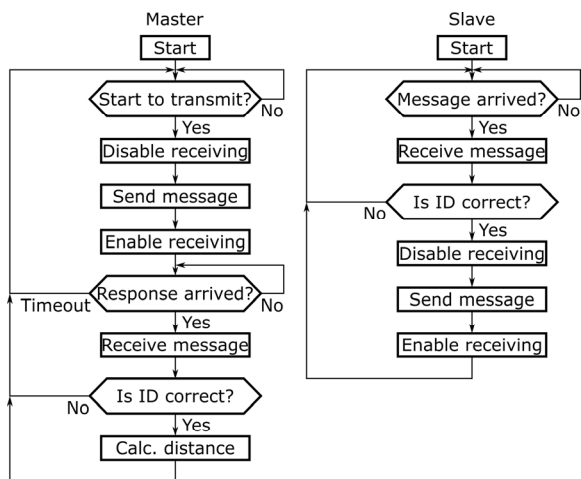 Master
Start
Start to transmit?
No
Yes
Disable receiving
Send message
Enable receiving
Response arrived?
Timeout
No
Yes
Receive message
Is ID correct?
No
Yes
Calc. distance
Slave
Start
Message arrived?
No
Yes
Receive message
Is ID correct?
No
Yes
Disable receiving
Send message
Enable receiving